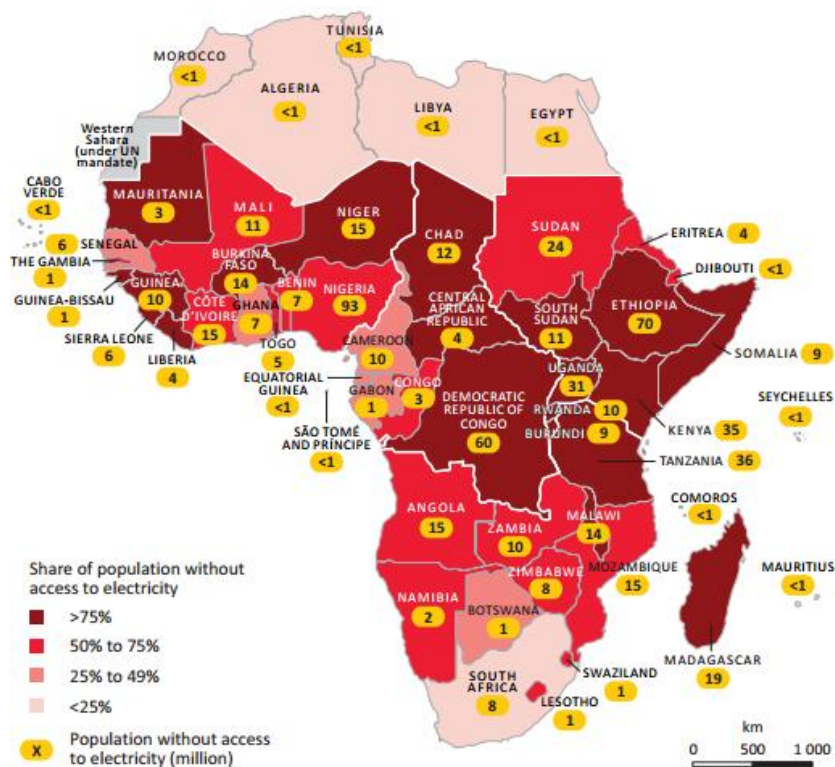 TUNISIA
<1
MOROCCO
<1
ALGERIA
<1
LIBYA
<1
EGYPT
<1
Western
Sahara
(under UN
mandate)
CABO
VERDE
<1
MAURITANIA
3
MALI
11
NIGER
15
CHAD
12
SUDAN
24
ERITREA 4
DJIBOUTI <1
6
SENEGAL
THE GAMBIA
1
GUINEA-BISSAU
1
GUINEA
10
SIERRA LEONE
6
LIBERIA
4
CÔTE
D'IVOIRE
15
BURKINA
FASO
14
GHANA
7
TOGO
5
BENIN
7
NIGERIA
93
CAMEROON
10
CENTRAL
AFRICAN
REPUBLIC
4
SOUTH
SUDAN
11
ETHIOPIA
70
SOMALIA 9
EQUATORIAL
GUINEA
<1
GABON
1
CONGO
3
SÃO TOMÉ
AND PRÍNCIPE
<1
DEMOCRATIC
REPUBLIC OF
CONGO
60
UGANDA
31
RWANDA 10
BURUNDI 9
KENYA 35
TANZANIA 36
SEYCHELLES
<1
COMOROS
<1
ANGOLA
15
ZAMBIA
10
MALAWI
14
MOZAMBIQUE
15
MAURITIUS
<1
ZIMBABWE
8
NAMIBIA
2
BOTSWANA
1
MADAGASCAR
19
SOUTH
AFRICA
8
SWAZILAND
1
LESOTHO
1
Share of population without
access to electricity
>75%
50% to 75%
25% to 49%
<25%
X Population without access
to electricity (million)
km
0 500 1 000